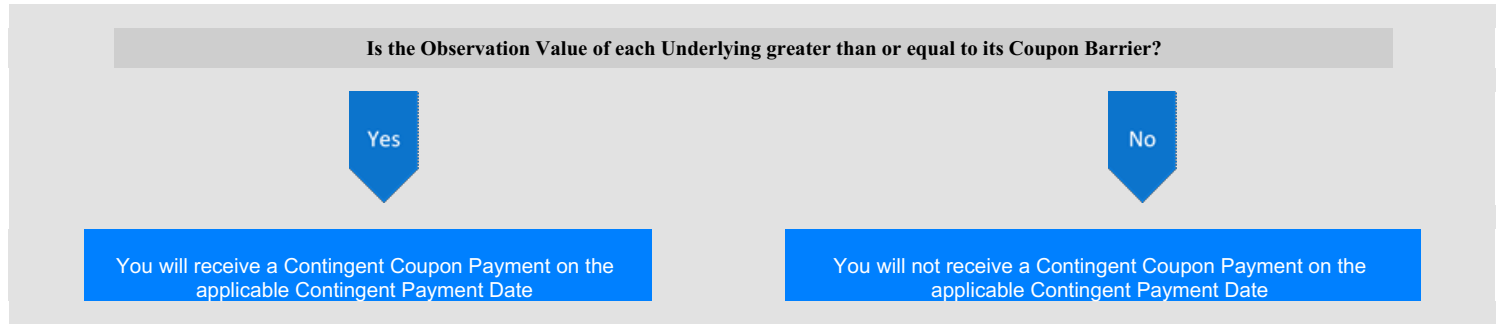 Is the Observation Value of each Underlying greater than or equal to its Coupon Barrier?
Yes
No
You will receive a Contingent Coupon Payment on the
applicable Contingent Payment Date
You will not receive a Contingent Coupon Payment on the
applicable Contingent Payment Date